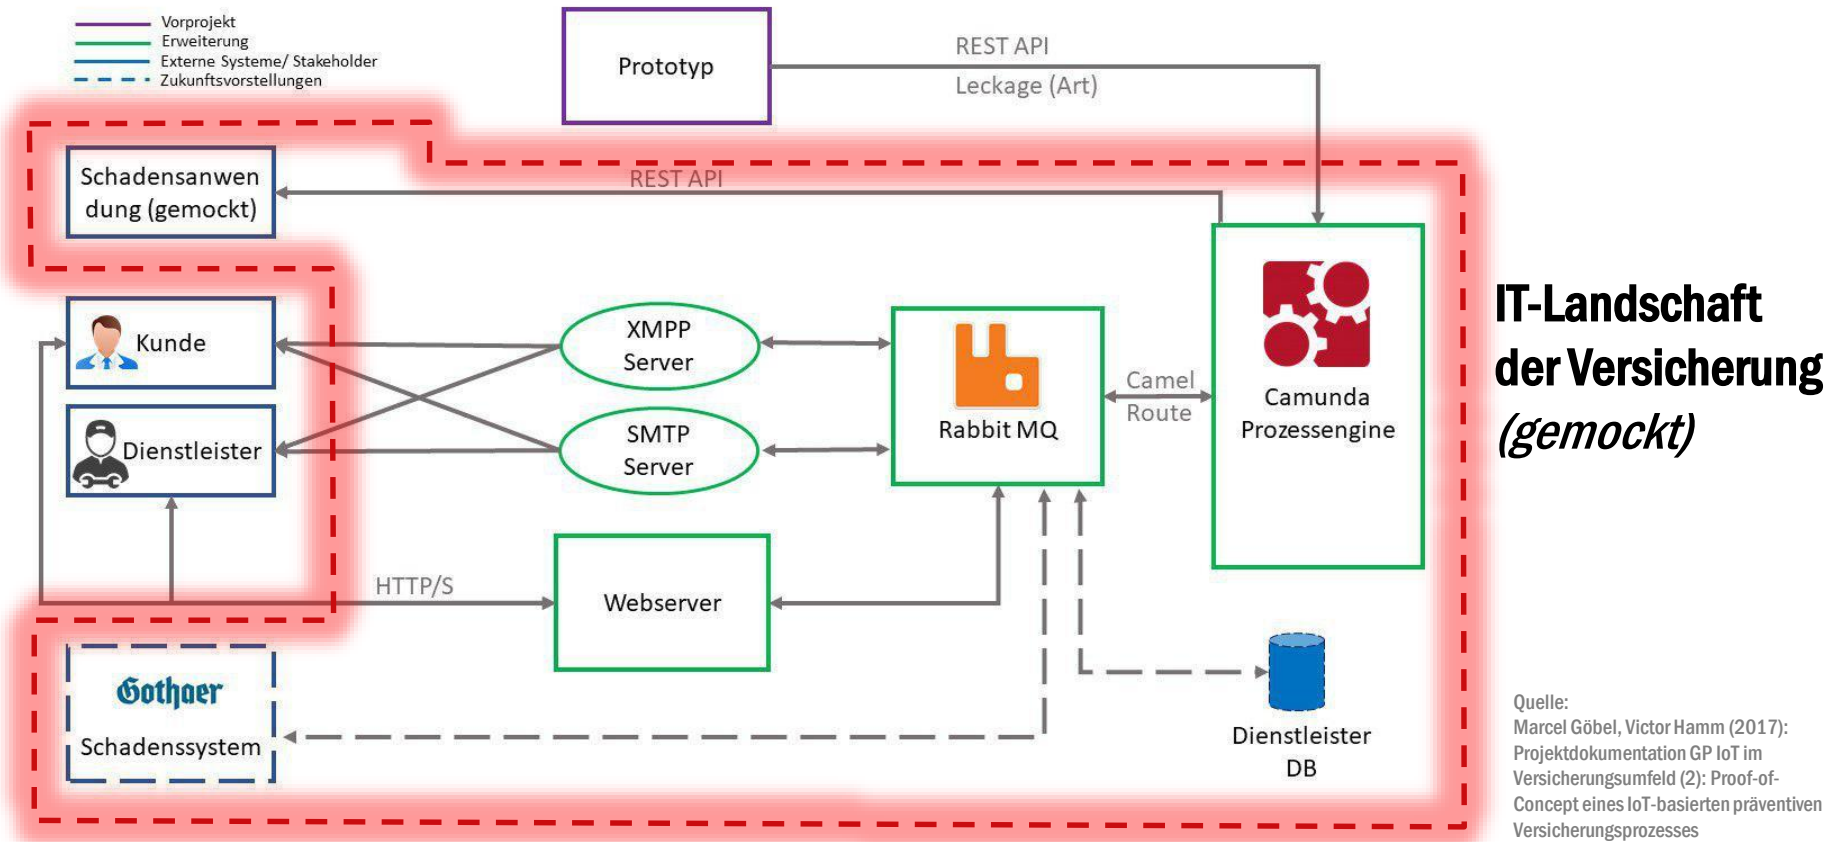 Vorprojekt
Erweiterung
Externe Systeme/ Stakeholder
Zukunftsvorstellungen
Prototyp
REST API
Leckage (Art)
Schadensanwen
dung (gemockt)
REST API
Kunde
Dienstleister
XMPP
Server
SMTP
Server
Rabbit MQ
Camel
Route
Camunda
Prozessengine
HTTP/S
Webserver
Gothaer
Schadenssystem
Dienstleister
DB
IT-Landschaft
der Versicherung
(gemockt)
Quelle:
Marcel Göbel, Victor Hamm (2017):
Projektdokumentation GP IoT im
Versicherungsumfeld (2): Proof-of-
Concept eines IoT-basierten präventiven
Versicherungsprozesses